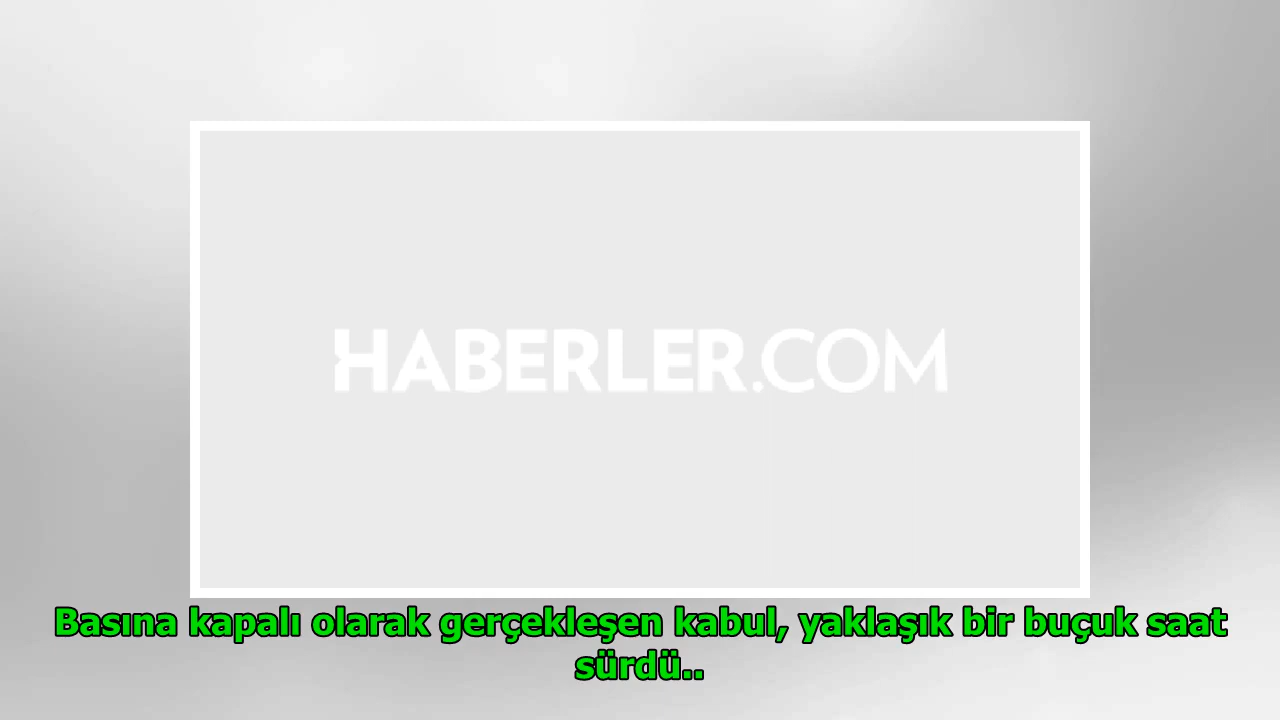 HABERLER.COM
Basına kapalı olarak gerçekleşen kabul, yaklaşık bir buçuk saat
sürdü..